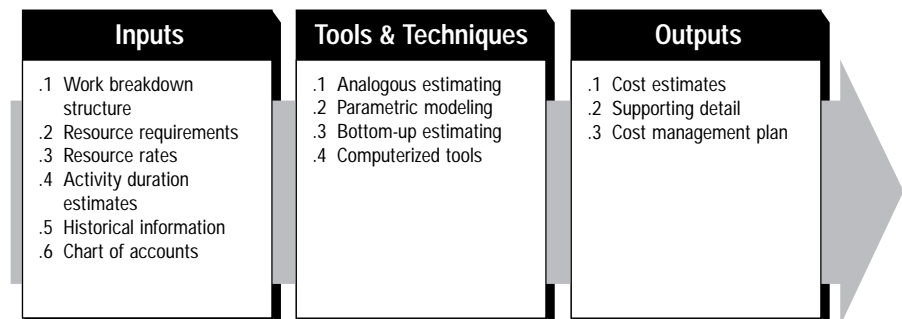 Inputs
.1 Work breakdown
structure
.2 Resource requirements
.3 Resource rates
.4 Activity duration
estimates
.5 Historical information
.6 Chart of accounts
Tools & Techniques
.1 Analogous estimating
.2 Parametric modeling
.3 Bottom-up estimating
.4 Computerized tools
Outputs
.1 Cost estimates
.2 Supporting detail
.3 Cost management plan